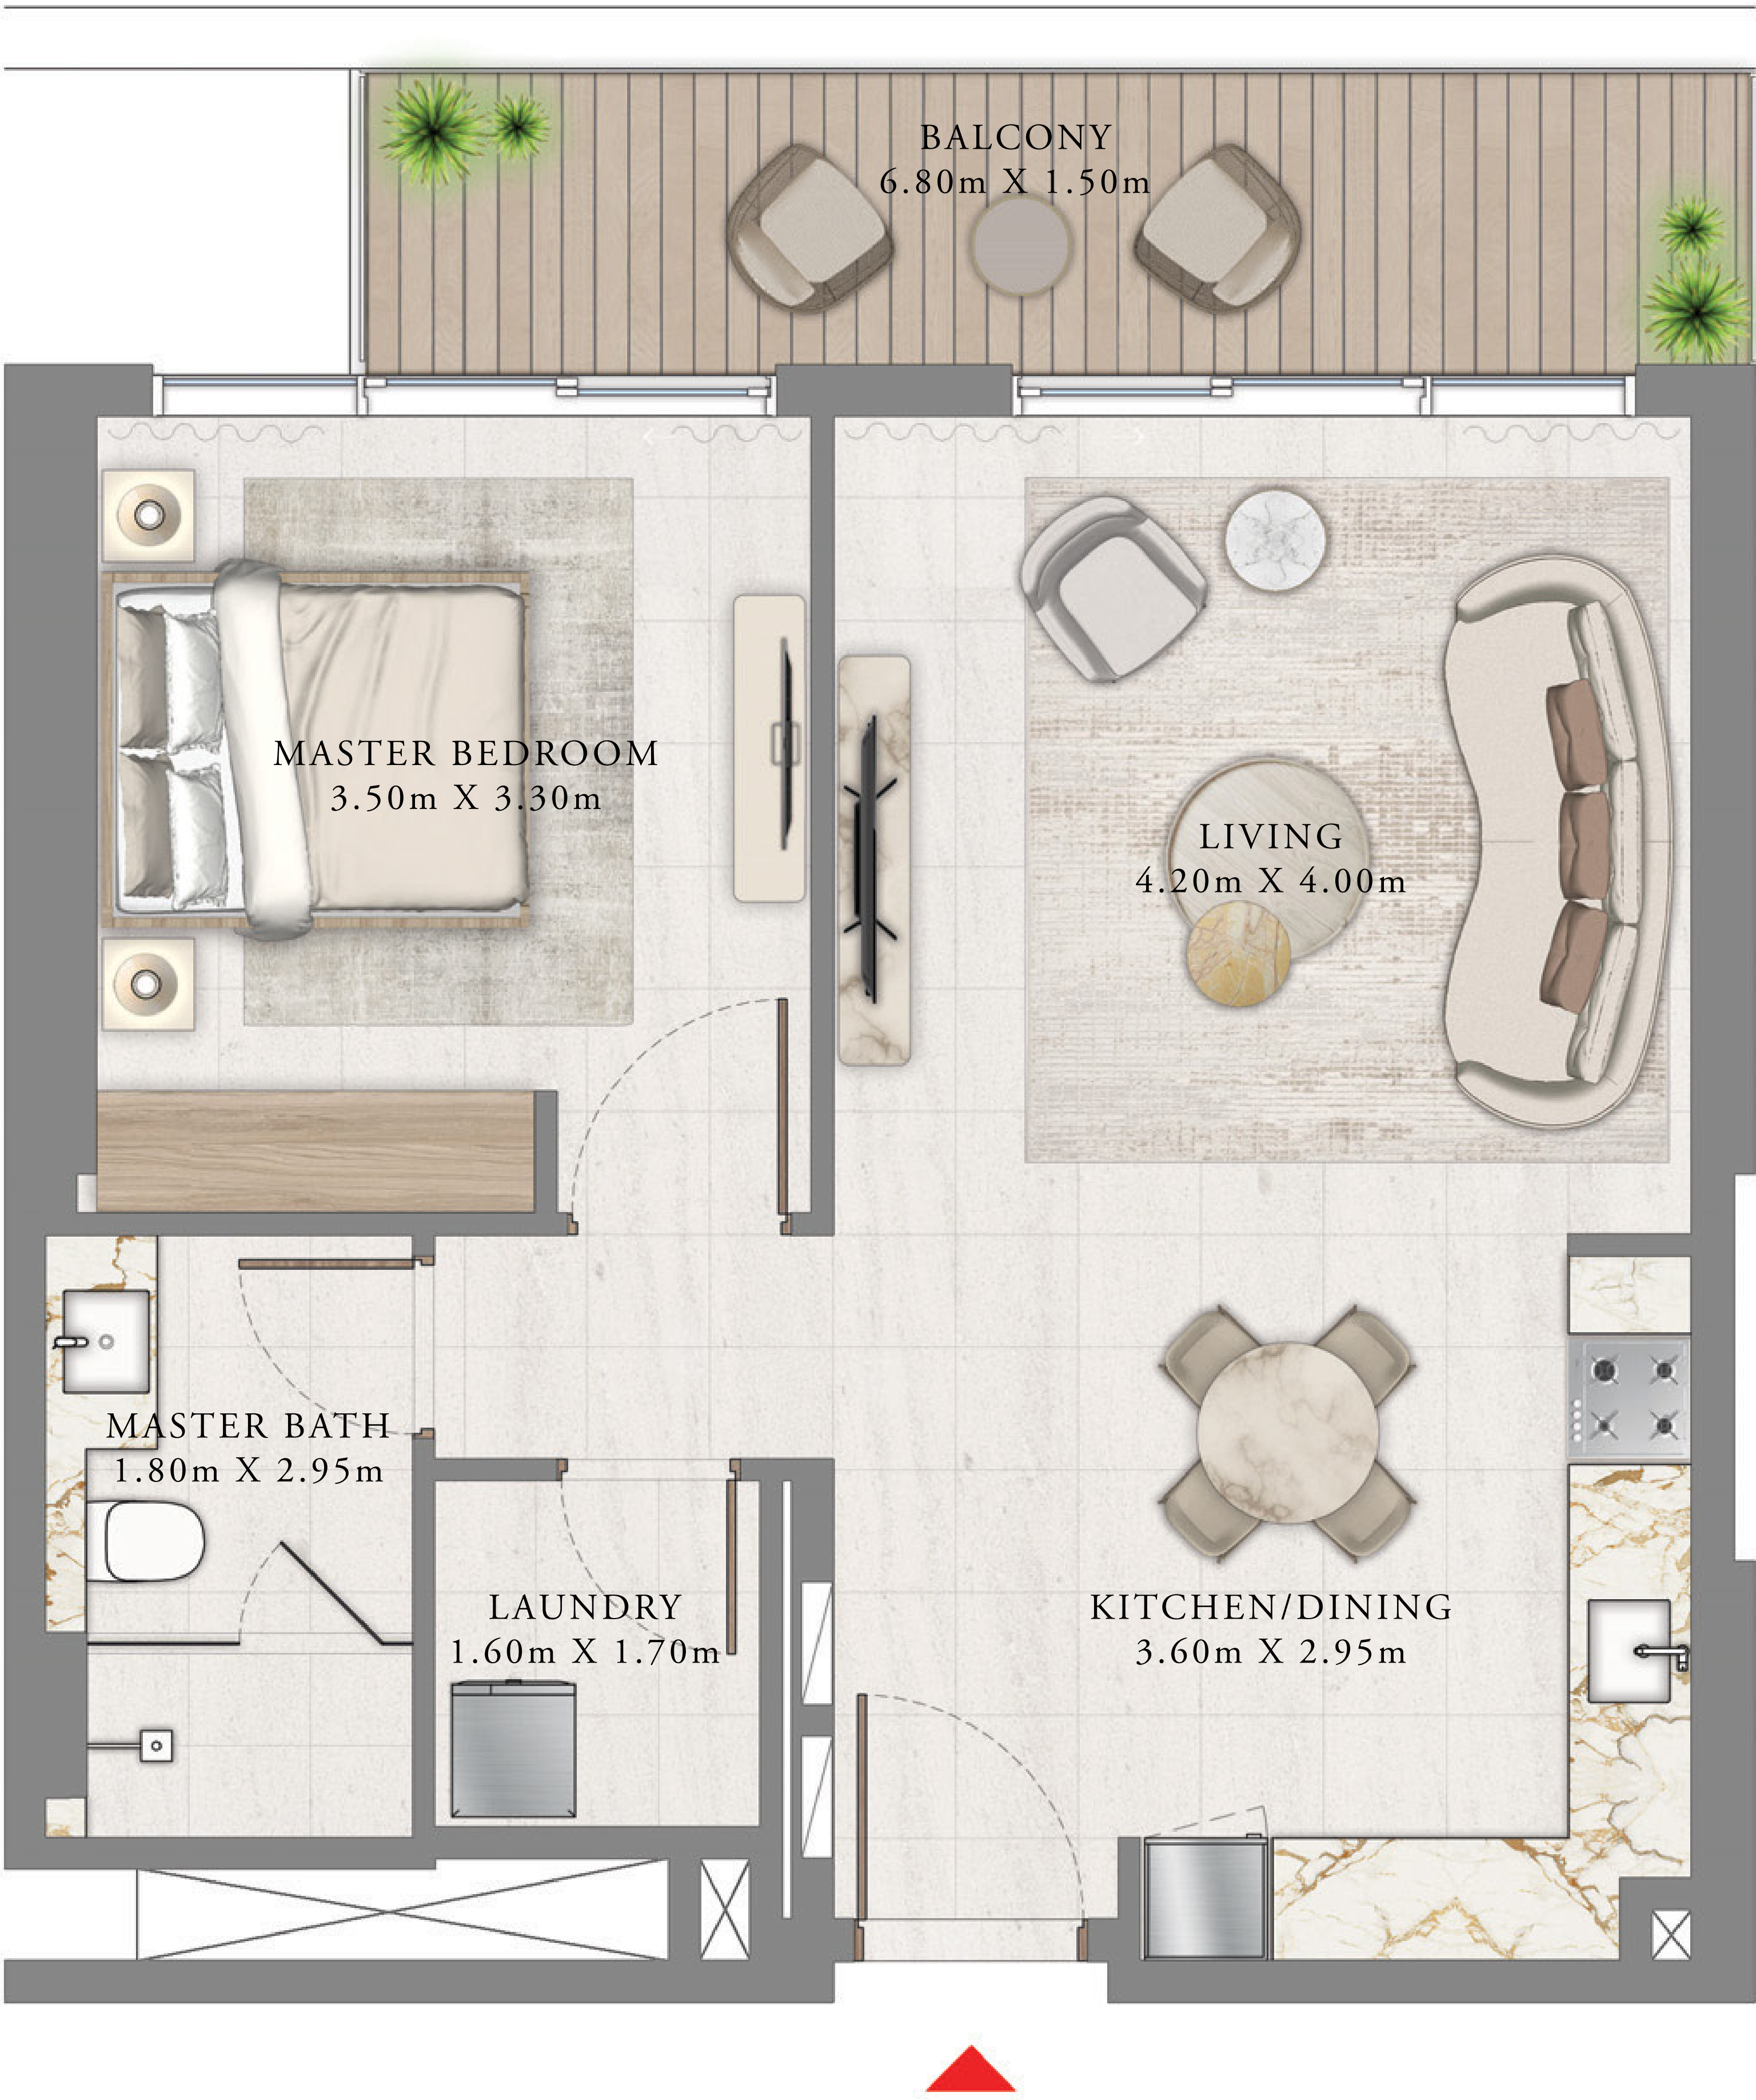 BALCONY
6.80m X 1.50m
MASTER BEDROOM
3.50m X 3.30m
LIVING
4.20m X 4.00m
MASTER BATH
1.80m X 2.95m
LAUNDRY
1.60m X 1.70m
KITCHEN/DINING
3.60m X 2.95m